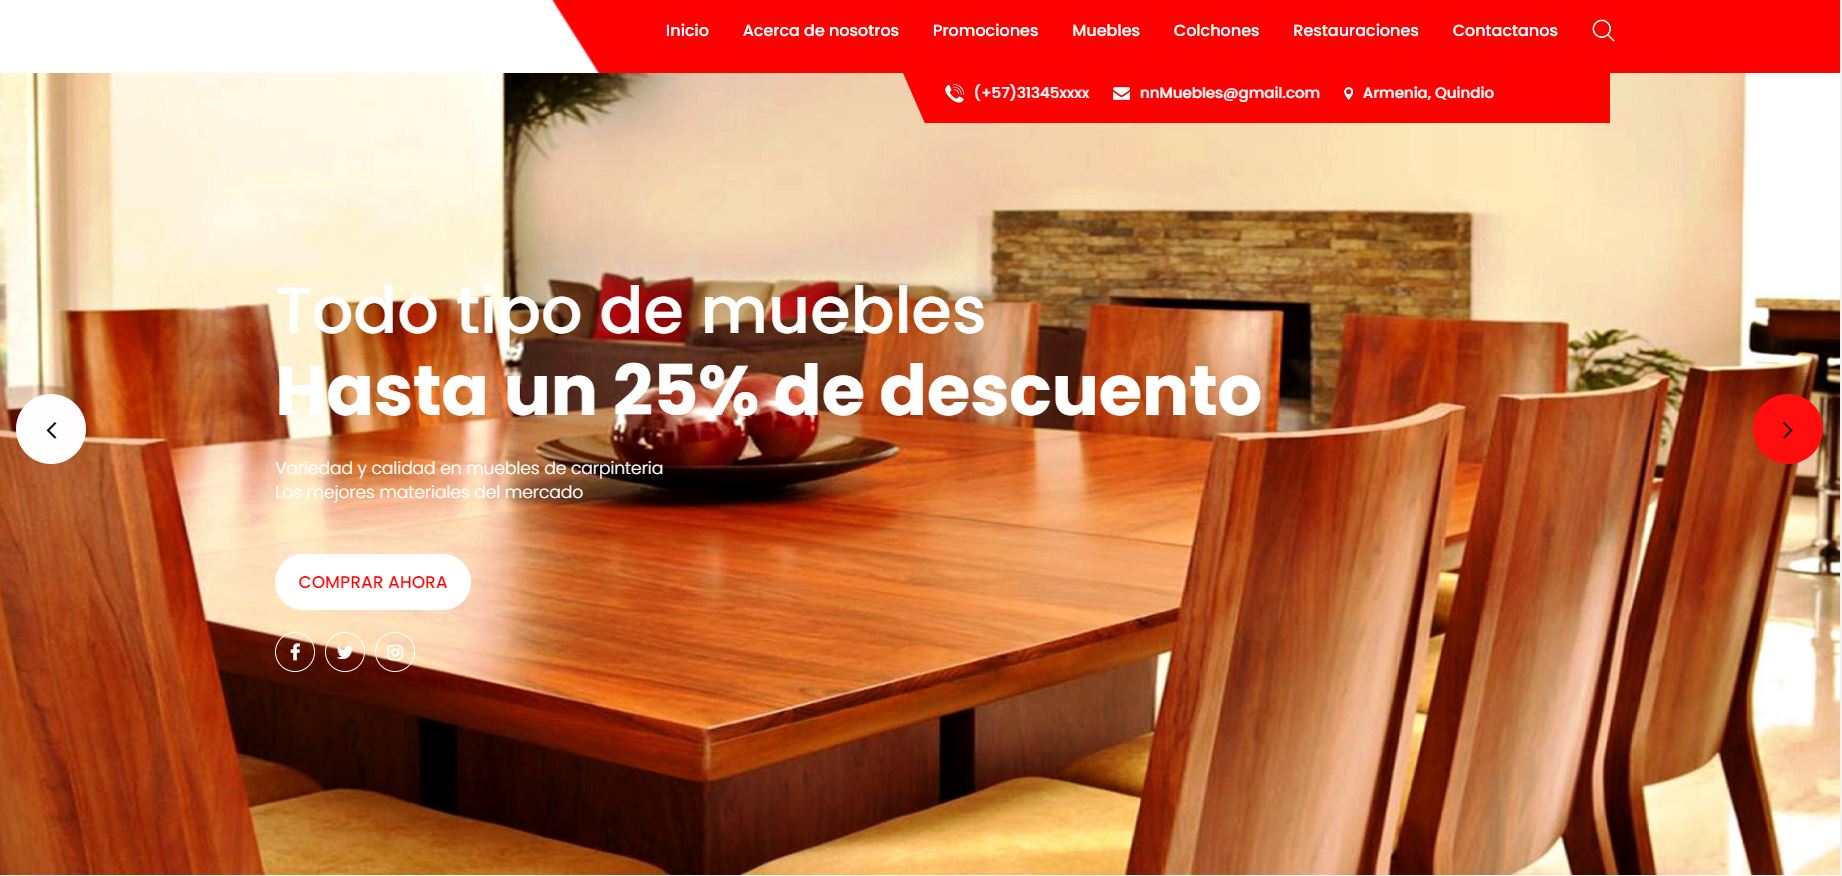 Inicio Acerca de nosotros Promociones Muebles Colchones Restauraciones Contactanos
(+57)31345xxxx nnMuebles@gmail.com Armenia, Quindio
Todo tipo de muebles
Hasta un 25% de descuento
Variedad y calidad en muebles de carpinteria
Los mejores materiales del mercado
COMPRAR AHORA